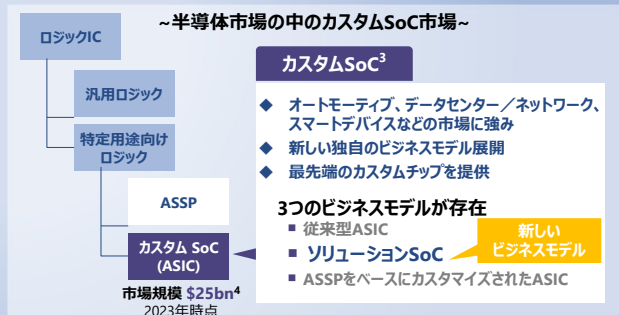 ~半導体市場の中のカスタムSoC市場~
ロジックIC
汎用ロジック
特定用途向け
ロジック
ASSP
カスタム SoC
(ASIC)
市場規模 $25bn⁴
2023年時点
カスタムSoC³
◆ オートモーティブ、データセンター/ネットワーク、
スマートデバイスなどの市場に強み
◆ 新しい独自のビジネスモデル展開
◆ 最先端のカスタムチップを提供
3つのビジネスモデルが存在
■ 従来型ASIC
■ ソリューションSoC
■ ASSPをベースにカスタマイズされたASIC
新しい
ビジネスモデル